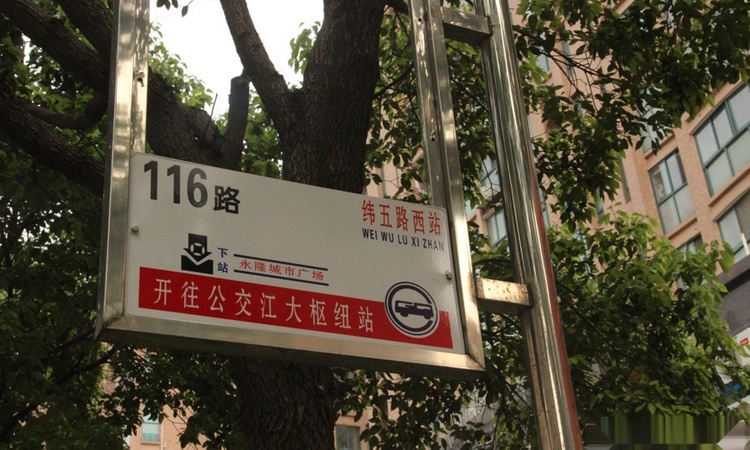 116路
纬五路西站
WEI WU LU XI ZHAN
下站
永隆城市广场
开往公交江大枢纽站